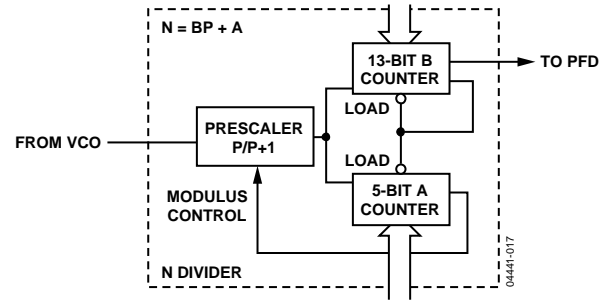 N = BP + A
13-BIT B
COUNTER
TO PFD
LOAD
PRESCALER
P/P+1
FROM VCO
LOAD
MODULUS
CONTROL
5-BIT A
COUNTER
N DIVIDER
04441-017